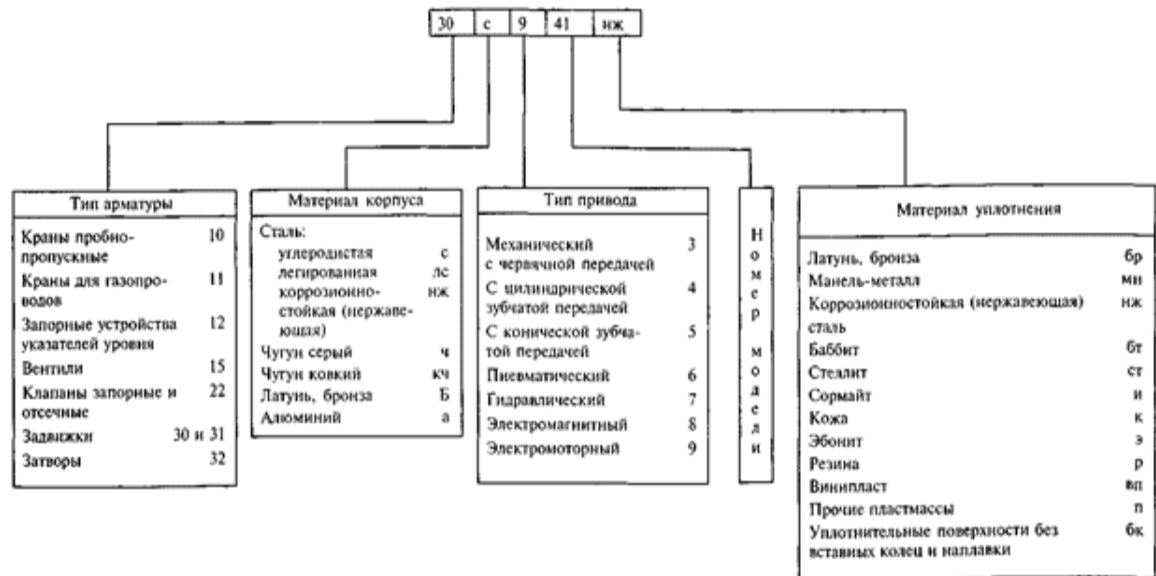 30 с 9 41 нж
Тип арматуры
Краны пробно-
пропускные 10
Краны для газопро-
водов 11
Запорные устройства
указателей уровня 12
Вентили 15
Клапаны запорные и
отсечные 22
Задвижки 30 и 31
Затворы 32
Материал корпуса
Сталь:
углеродистая с
легированная лс
коррозионно-
стойкая (нержаве-
ющая) нж
Чугун серый ч
Чугун ковкий кч
Латунь, бронза Б
Алюминий а
Тип привода
Механический
с червячной передачей 3
С цилиндрической
зубчатой передачей 4
С конической зубча-
той передачей 5
Пневматический 6
Гидравлический 7
Электромагнитный 8
Электромоторный 9
Номер модели
Материал уплотнения
Латунь, бронза бр
Манель-металл мн
Коррозионностойкая (нержавеющая) нж
сталь
Баббит бт
Стеллит ст
Сормайт и
Кожа к
Эбонит э
Резина р
Винипласт вп
Прочие пластмассы п
Уплотнительные поверхности без бк
вставных колец и наплавки